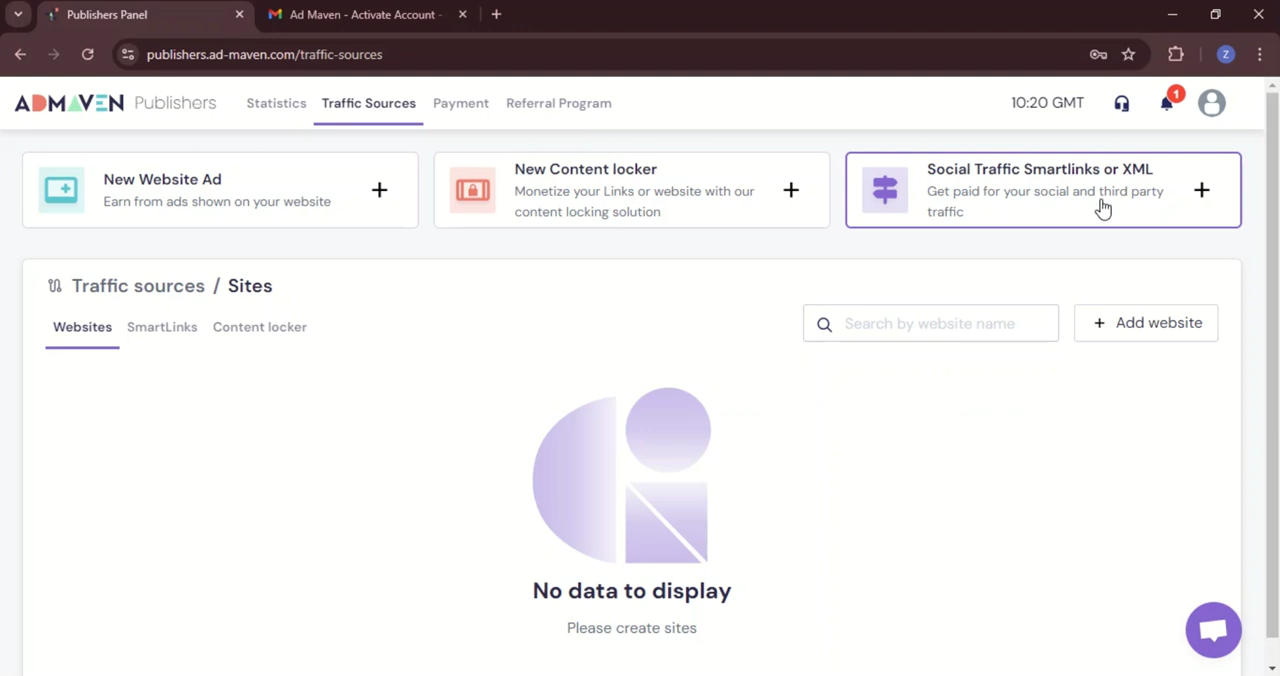 Publishers Panel
Ad Maven - Activate Account -
publishers.ad-maven.com/traffic-sources
Z
ADMAVEN Publishers
Statistics
Traffic Sources
Payment
Referral Program
10:20 GMT
1
New Website Ad
Earn from ads shown on your website
New Content locker
Monetize your Links or website with our
content locking solution
Social Traffic Smartlinks or XML
Get paid for your social and third party
traffic
Traffic sources / Sites
Websites
SmartLinks
Content locker
Search by website name
+ Add website
No data to display
Please create sites